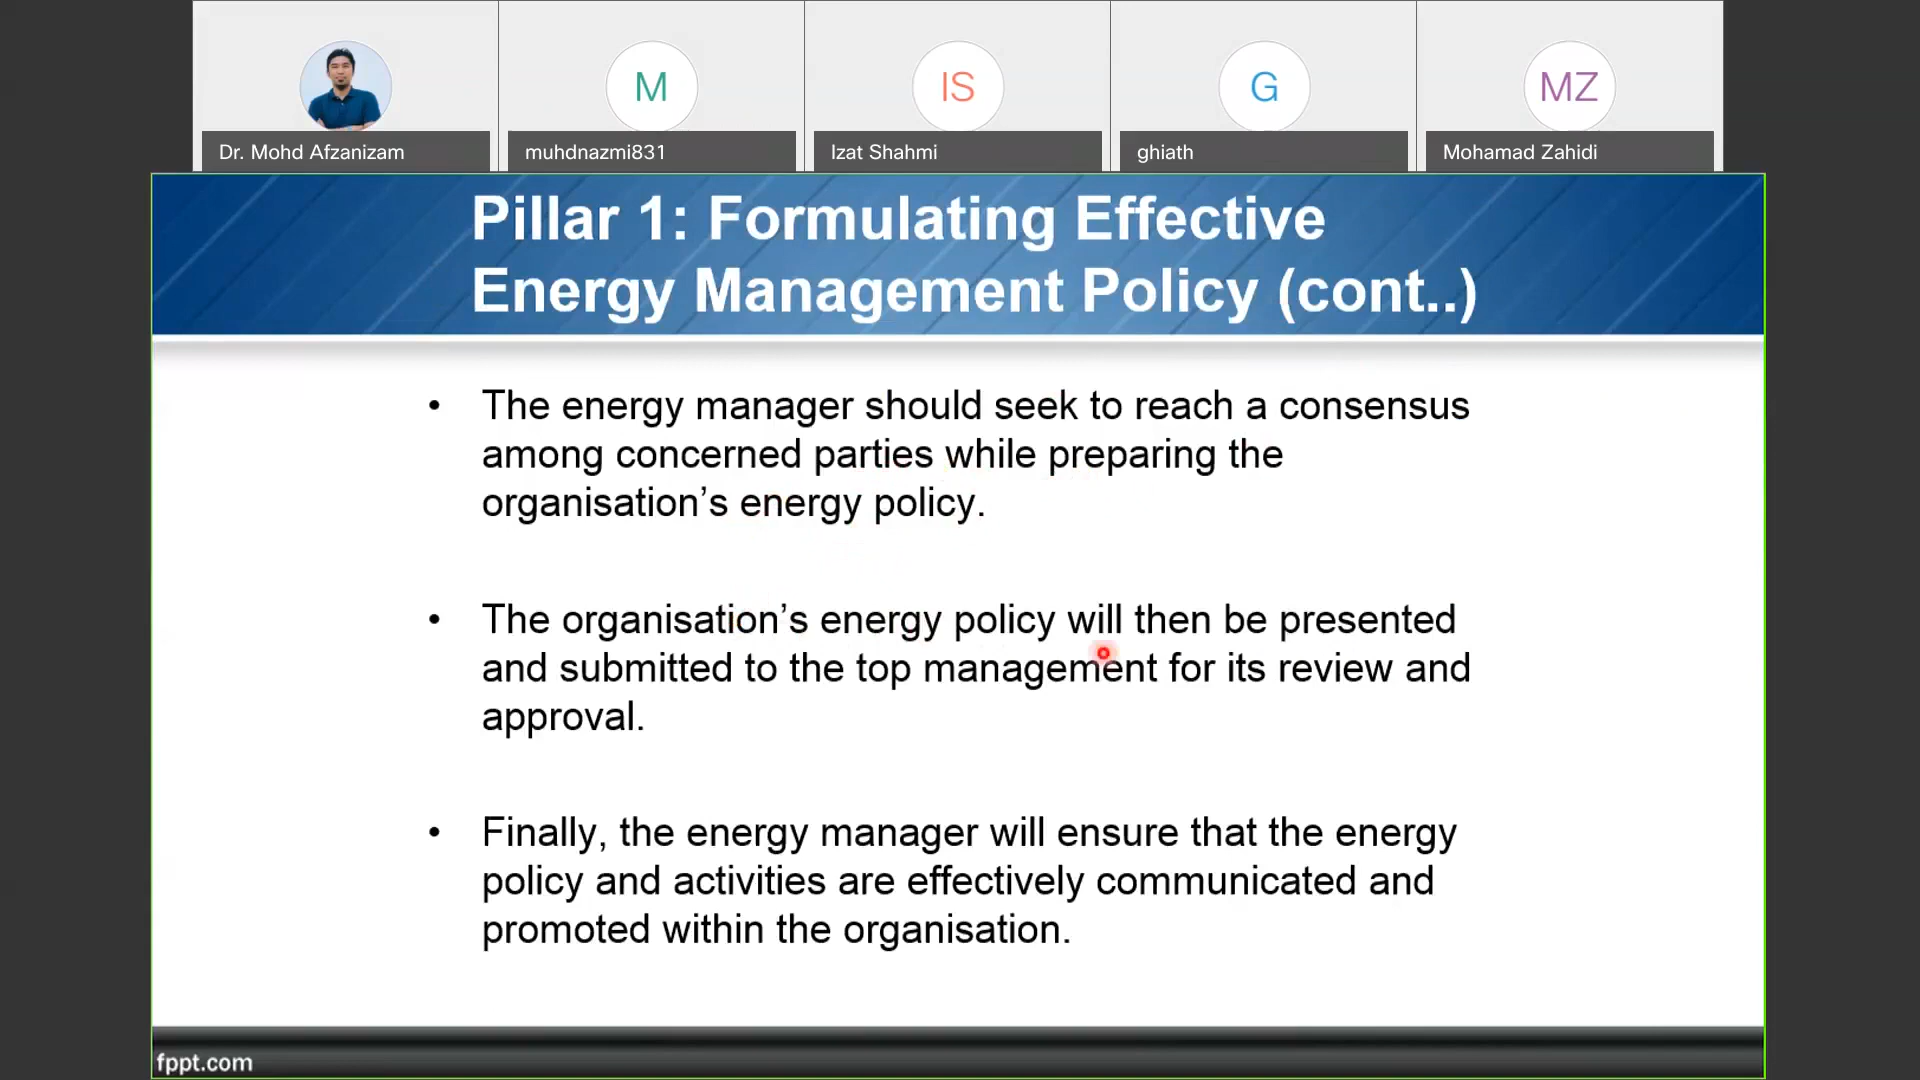 M
IS
G
MZ
Dr. Mohd Afzanizam
muhdnazmi831
Izat Shahmi
ghiath
Mohamad Zahidi
Pillar 1: Formulating Effective
Energy Management Policy (cont..)
• The energy manager should seek to reach a consensus
among concerned parties while preparing the
organisation’s energy policy.
• The organisation’s energy policy will then be presented
and submitted to the top management for its review and
approval.
• Finally, the energy manager will ensure that the energy
policy and activities are effectively communicated and
promoted within the organisation.
fppt.com